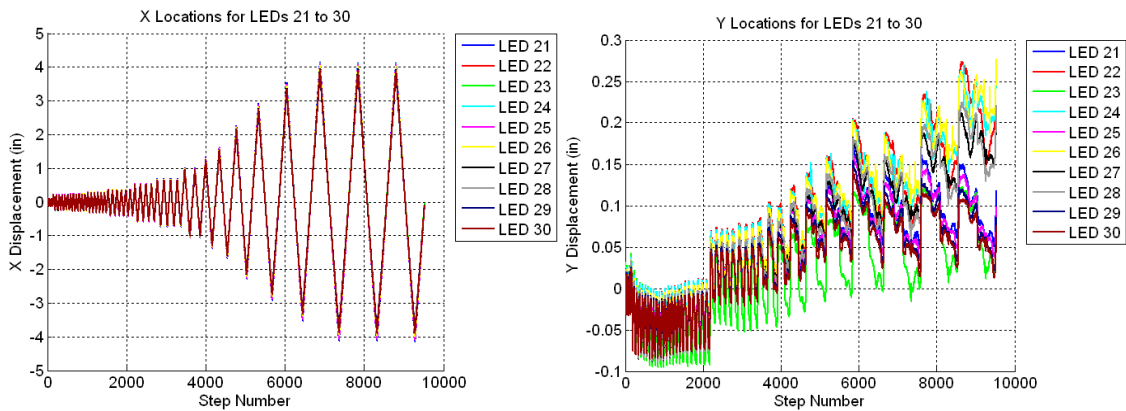 X Locations for LEDs 21 to 30
X Displacement (in)
5
4
3
2
1
0
-1
-2
-3
-4
-5
0 2000 4000 6000 8000 10000
Step Number
LED 21
LED 22
LED 23
LED 24
LED 25
LED 26
LED 27
LED 28
LED 29
LED 30
Y Locations for LEDs 21 to 30
Y Displacement (in)
0.3
0.25
0.2
0.15
0.1
0.05
0
-0.05
-0.1
0 2000 4000 6000 8000 10000
Step Number
LED 21
LED 22
LED 23
LED 24
LED 25
LED 26
LED 27
LED 28
LED 29
LED 30